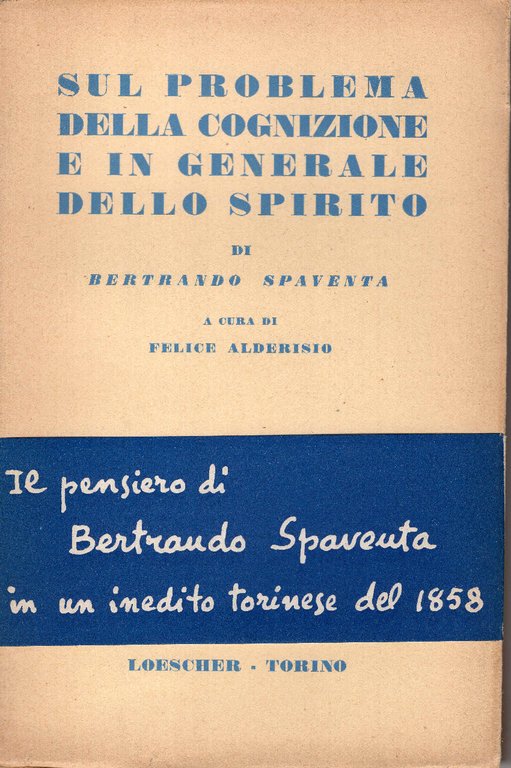 SUL PROBLEMA
DELLA COGNIZIONE
E IN GENERALE
DELLO SPIRITO
DI
BERTRANDO SPAVENTA
A CURA DI
FELICE ALDERISIO
Il pensiero di
Bertrando Spaventa
in un inedito torinese del 1858
LOESCHER - TORINO